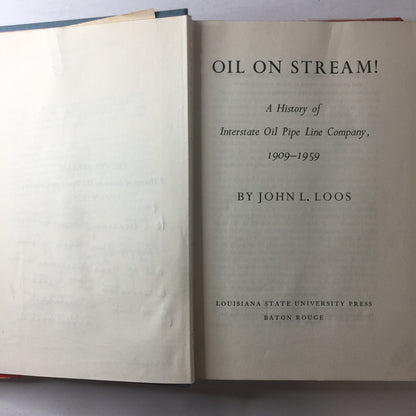 OIL ON STREAM!
A History of
Interstate Oil Pipe Line Company,
1909–1959
BY JOHN L. LOOS
LOUISIANA STATE UNIVERSITY PRESS
BATON ROUGE